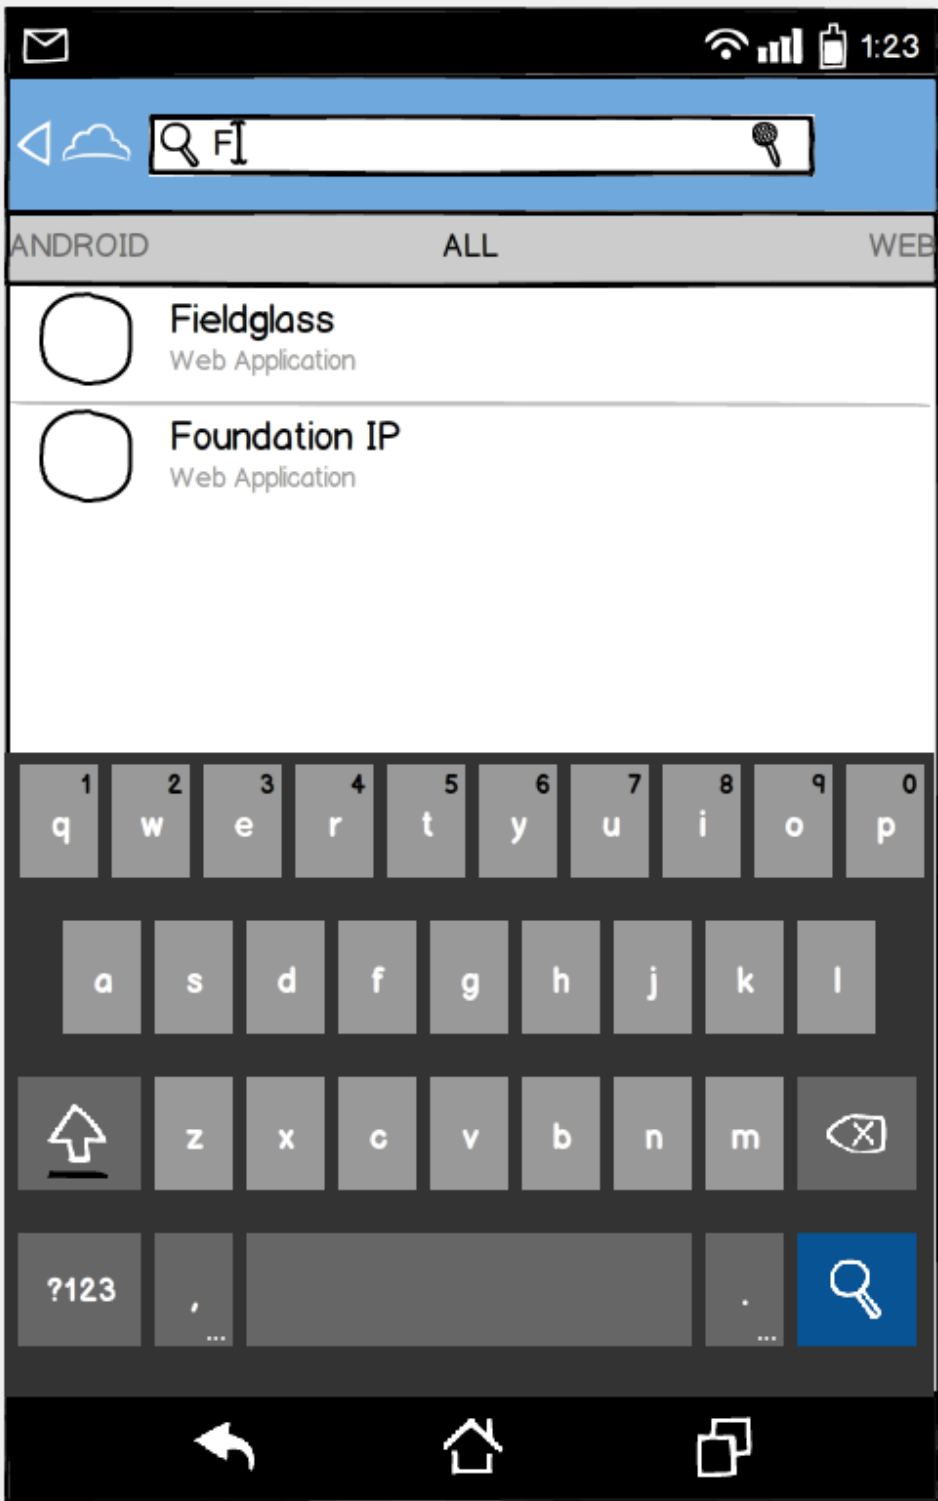 1:23
F
ANDROID ALL WEB
Fieldglass
Web Application
Foundation IP
Web Application
1 2 3 4 5 6 7 8 9 0
q w e r t y u i o p
a s d f g h j k l
z x c v b n m
?123 , ... . ...